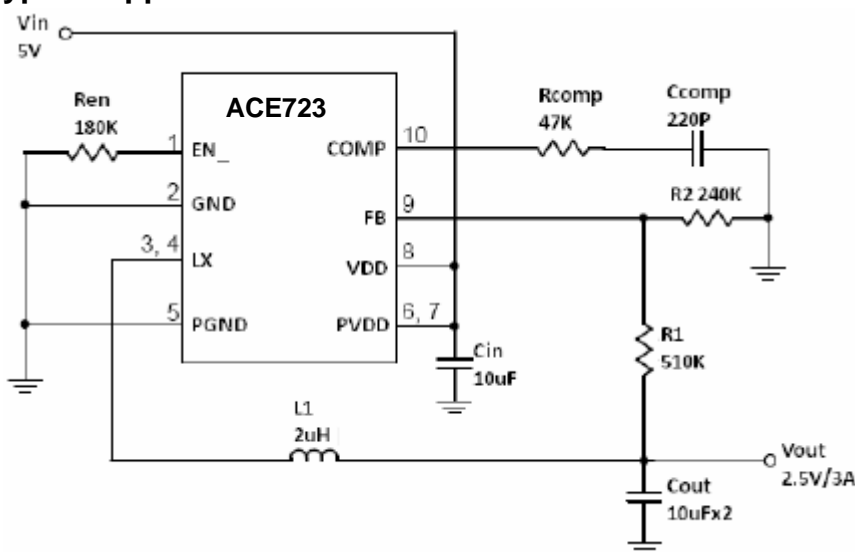 Vin
5V
Ren
180K
ACE723
Rcomp
47K
Ccomp
220P
1
EN_
COMP
10
2
GND
FB
9
R2 240K
3, 4
LX
VDD
8
5
PGND
PVDD
6, 7
Cin
10uF
R1
510K
L1
2uH
Vout
2.5V/3A
Cout
10uFx2